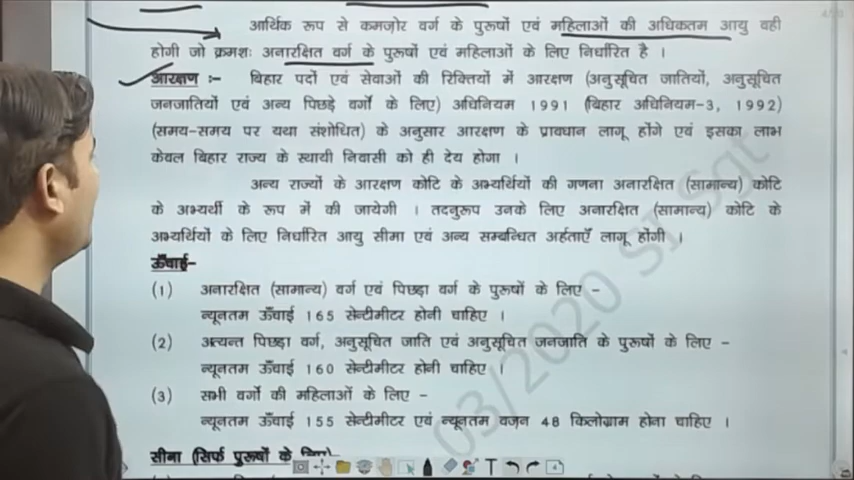 आर्थिक रूप से कमज़ोर वर्ग के पुरूषों एवं महिलाओं की अधिकतम आयु वही
होगी जो क्रमशः अनारक्षित वर्ग के पुरूषों एवं महिलाओं के लिए निर्धारित है ।
आरक्षण :- बिहार पदों एवं सेवाओं की रिक्तियों में आरक्षण (अनुसूचित जातियों, अनुसूचित
जनजातियों एवं अन्य पिछड़े वर्गों के लिए) अधिनियम 1991 (बिहार अधिनियम-3, 1992)
(समय-समय पर यथा संशोधित) के अनुसार आरक्षण के प्रावधान लागू होंगे एवं इसका लाभ
केवल बिहार राज्य के स्थायी निवासी को ही देय होगा ।
अन्य राज्यों के आरक्षण कोटि के अभ्यर्थियों की गणना अनारक्षित (सामान्य) कोटि
के अभ्यर्थी के रूप में की जायेगी । तदनुरूप उनके लिए अनारक्षित (सामान्य) कोटि के
अभ्यर्थियों के लिए निर्धारित आयु सीमा एवं अन्य सम्बन्धित अर्हताएँ लागू होंगी ।
ऊँचाई-
(1) अनारक्षित (सामान्य) वर्ग एवं पिछड़ा वर्ग के पुरूषों के लिए -
न्यूनतम ऊँचाई 165 सेन्टीमीटर होनी चाहिए ।
(2) अत्यन्त पिछड़ा वर्ग, अनुसूचित जाति एवं अनुसूचित जनजाति के पुरूषों के लिए -
न्यूनतम ऊँचाई 160 सेन्टीमीटर होनी चाहिए ।
(3) सभी वर्गों की महिलाओं के लिए -
न्यूनतम ऊँचाई 155 सेन्टीमीटर एवं न्यूनतम वज़न 48 किलोग्राम होना चाहिए ।
सीना (सिर्फ पुरूषों के लिए)-
03/2020 SI Sgt